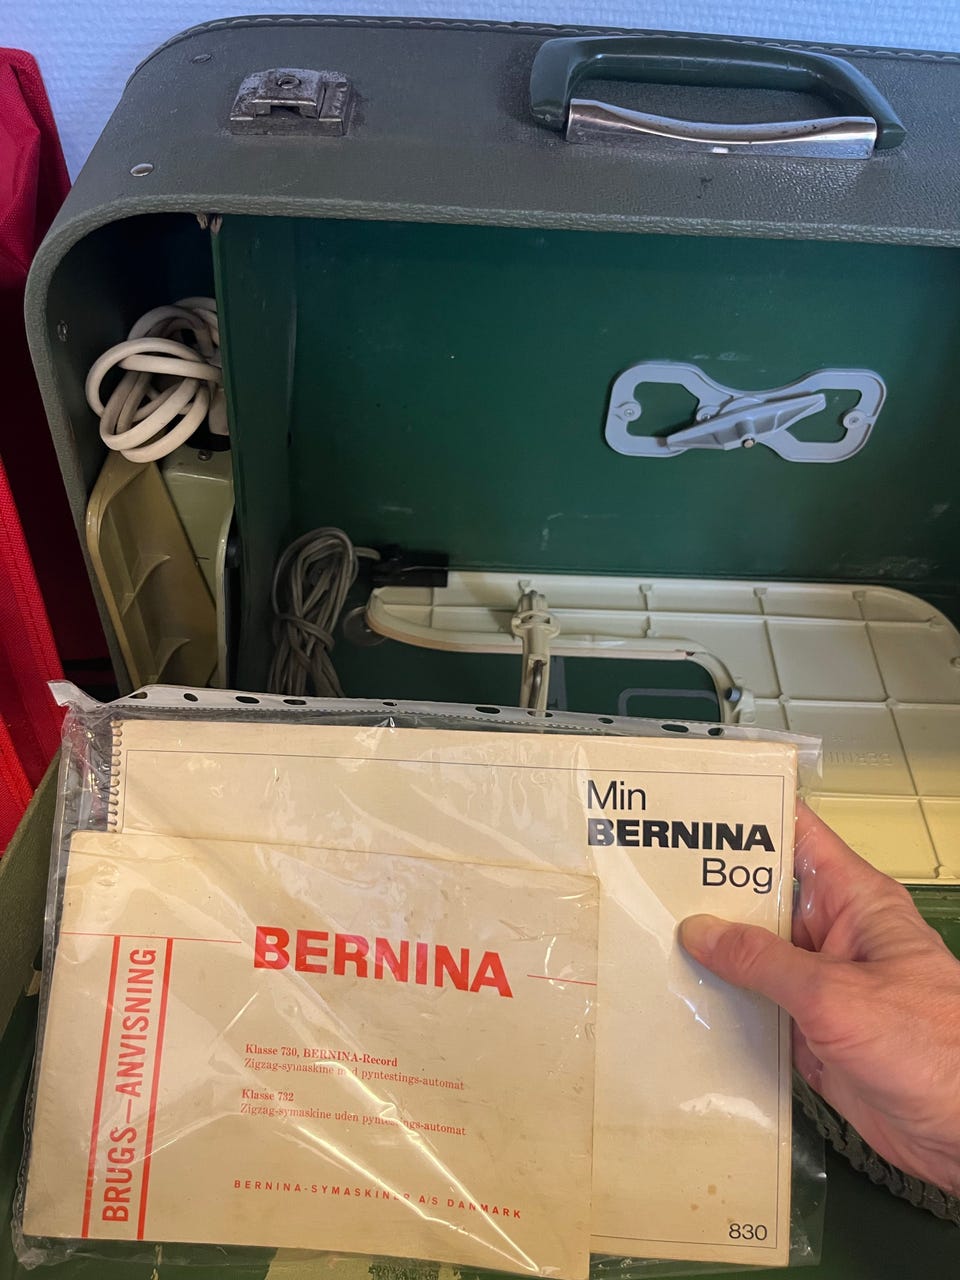 Min
BERNINA
Bog
BERNINA
BRUGS—ANVISNING
Klasse 730, BERNINA-Record
Zigzag-symaskine med pyntestings-automat
Klasse 732
Zigzag-symaskine uden pyntestings-automat
BERNINA-SYMASKINER A/S DANMARK
830
BERNINA